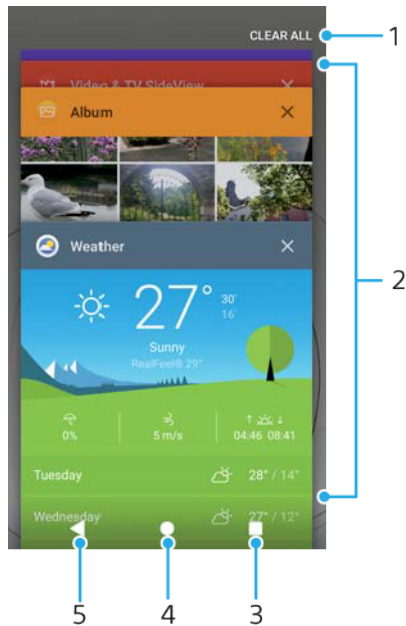 CLEAR ALL
1
Video & TV SideView
Album
Weather
2
27°
30°
16°
Sunny
RealFeel® 29°
0%
5 m/s
04:46 08:41
Tuesday
28° / 14°
Wednesday
27° / 12°
5
4
3